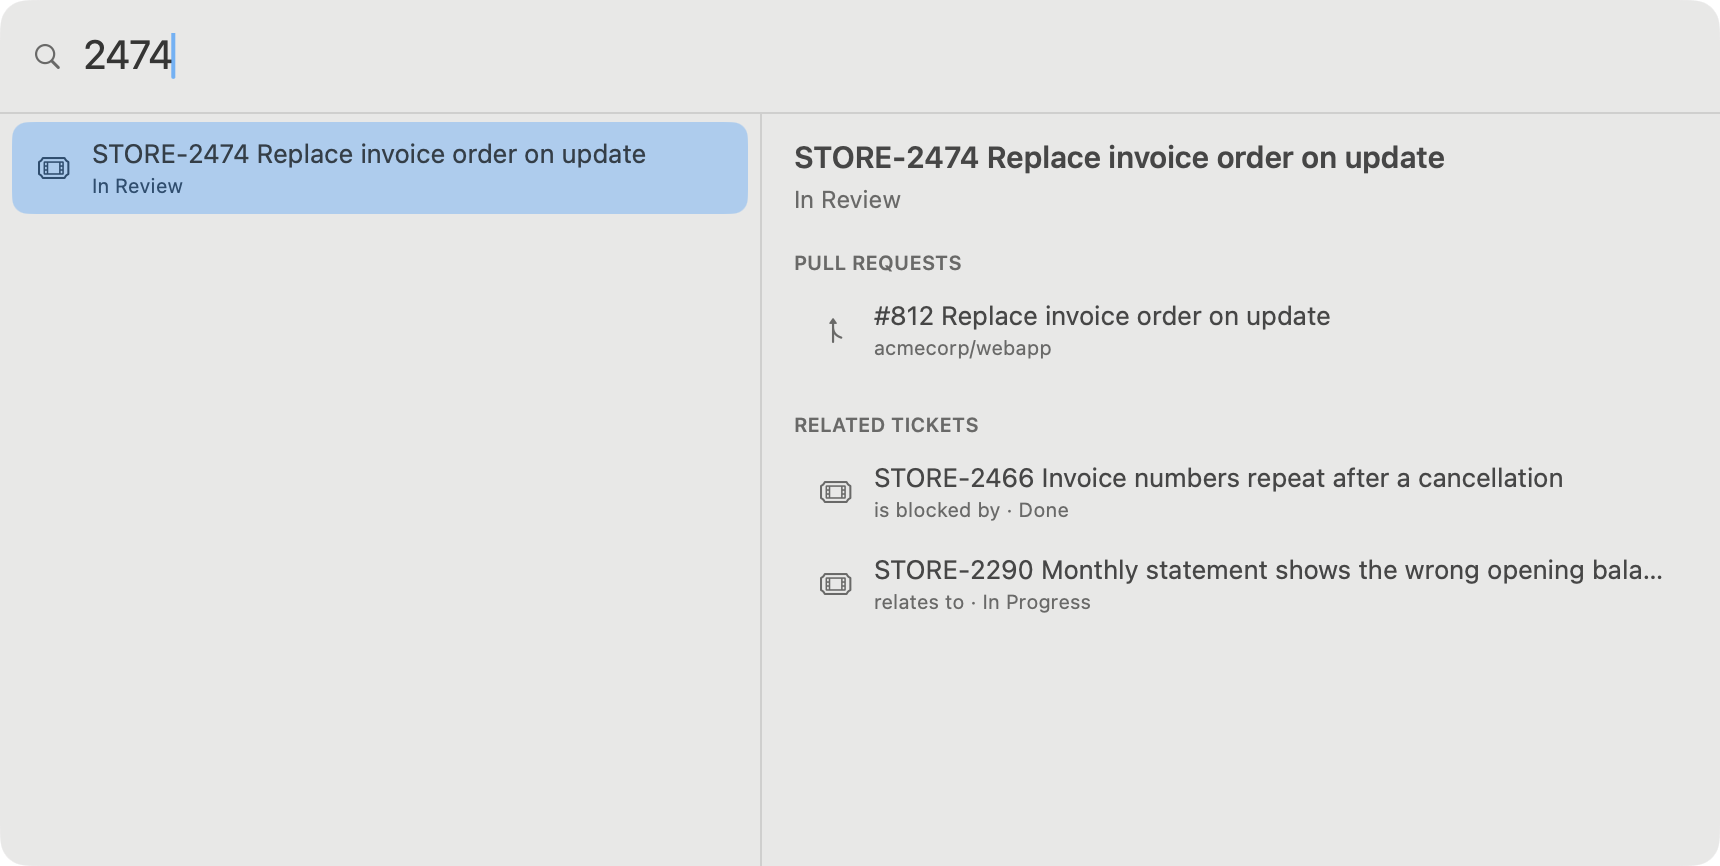 2474
STORE-2474 Replace invoice order on update
In Review
STORE-2474 Replace invoice order on update
In Review
PULL REQUESTS
#812 Replace invoice order on update
acmecorp/webapp
RELATED TICKETS
STORE-2466 Invoice numbers repeat after a cancellation
is blocked by · Done
STORE-2290 Monthly statement shows the wrong opening bala...
relates to · In Progress